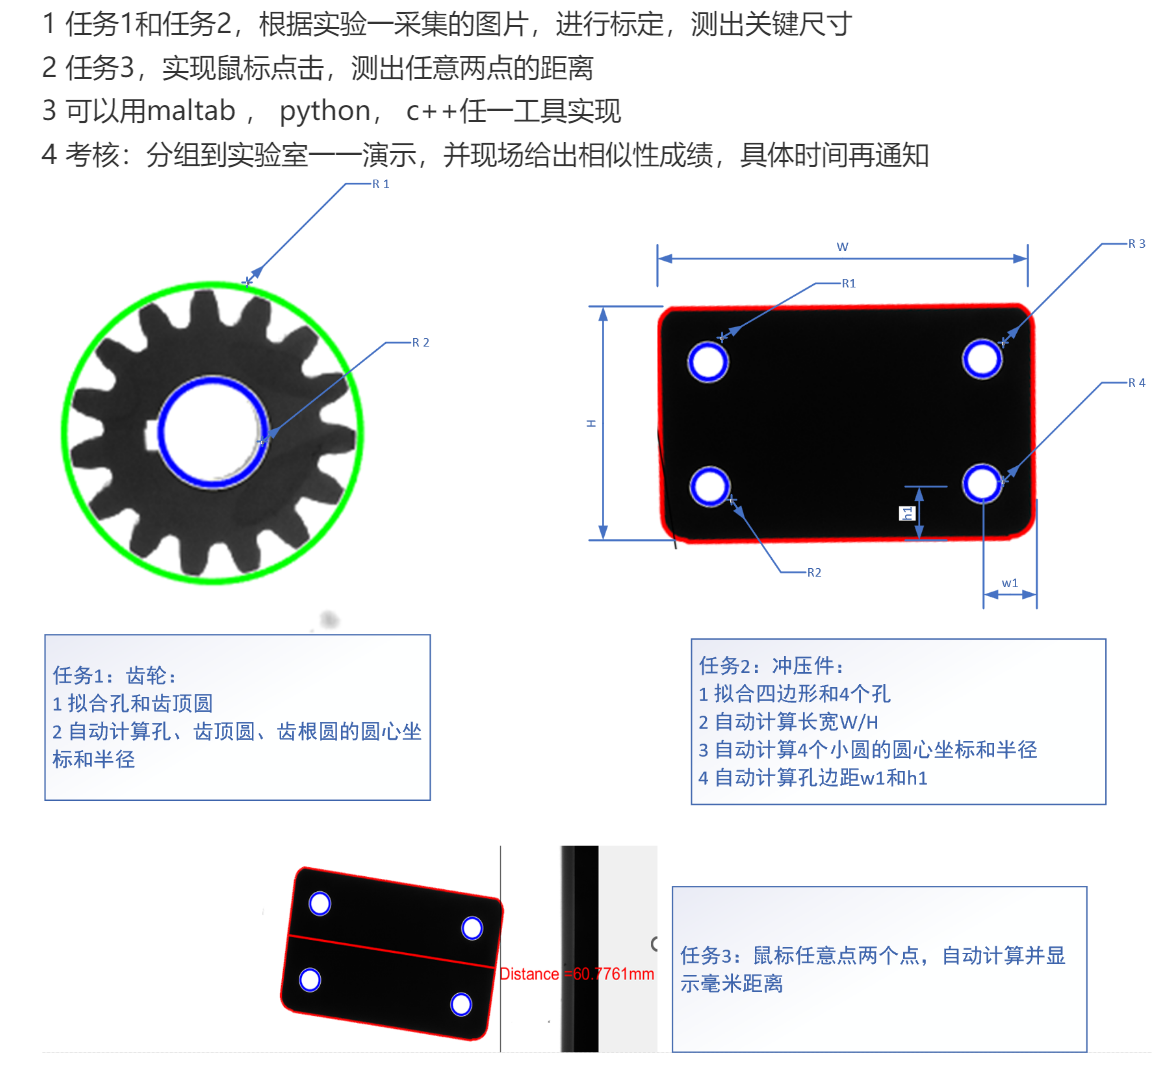 1 任务1和任务2，根据实验一采集的图片，进行标定，测出关键尺寸
2 任务3，实现鼠标点击，测出任意两点的距离
3 可以用maltab ， python， c++任一工具实现
4 考核：分组到实验室一一演示，并现场给出相似性成绩，具体时间再通知
R 1
R 2
W
R 3
R1
R 4
H
h1
R2
w1
任务1：齿轮：
1 拟合孔和齿顶圆
2 自动计算孔、齿顶圆、齿根圆的圆心坐
标和半径
任务2：冲压件：
1 拟合四边形和4个孔
2 自动计算长宽W/H
3 自动计算4个小圆的圆心坐标和半径
4 自动计算孔边距w1和h1
Distance =60.7761mm
任务3：鼠标任意点两个点，自动计算并显
示毫米距离